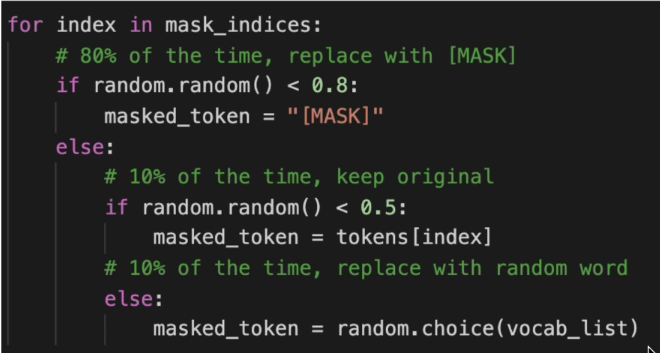 for index in mask_indices:
    # 80% of the time, replace with [MASK]
    if random.random() < 0.8:
        masked_token = "[MASK]"
    else:
        # 10% of the time, keep original
        if random.random() < 0.5:
            masked_token = tokens[index]
        # 10% of the time, replace with random word
        else:
            masked_token = random.choice(vocab_list)